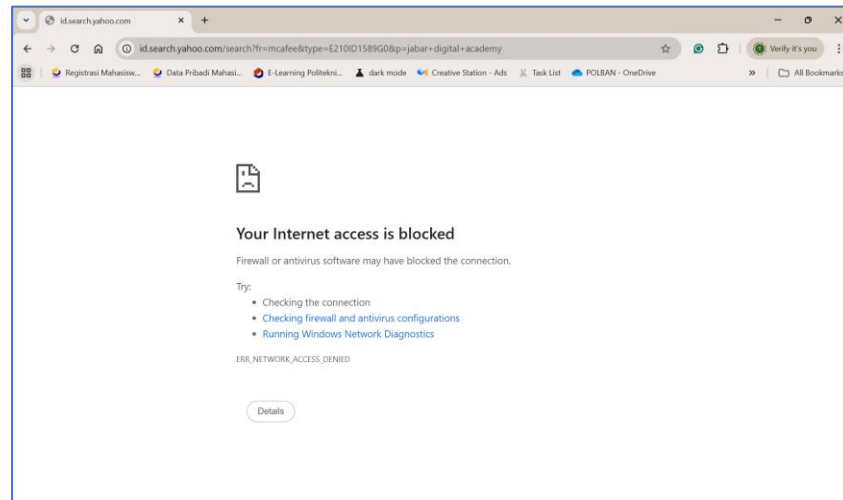 id.search.yahoo.com
id.search.yahoo.com/search?fr=mcafee&type=E210ID1589G0&p=jabar+digital+academy
Verify it's you
Registrasi Mahasisw... Data Pribadi Mahasi... E-Learning Politekni... dark mode Creative Station - Ads Task List POLBAN - OneDrive » All Bookmarks
Your Internet access is blocked
Firewall or antivirus software may have blocked the connection.
Try:
• Checking the connection
• Checking firewall and antivirus configurations
• Running Windows Network Diagnostics
ERR_NETWORK_ACCESS_DENIED
Details